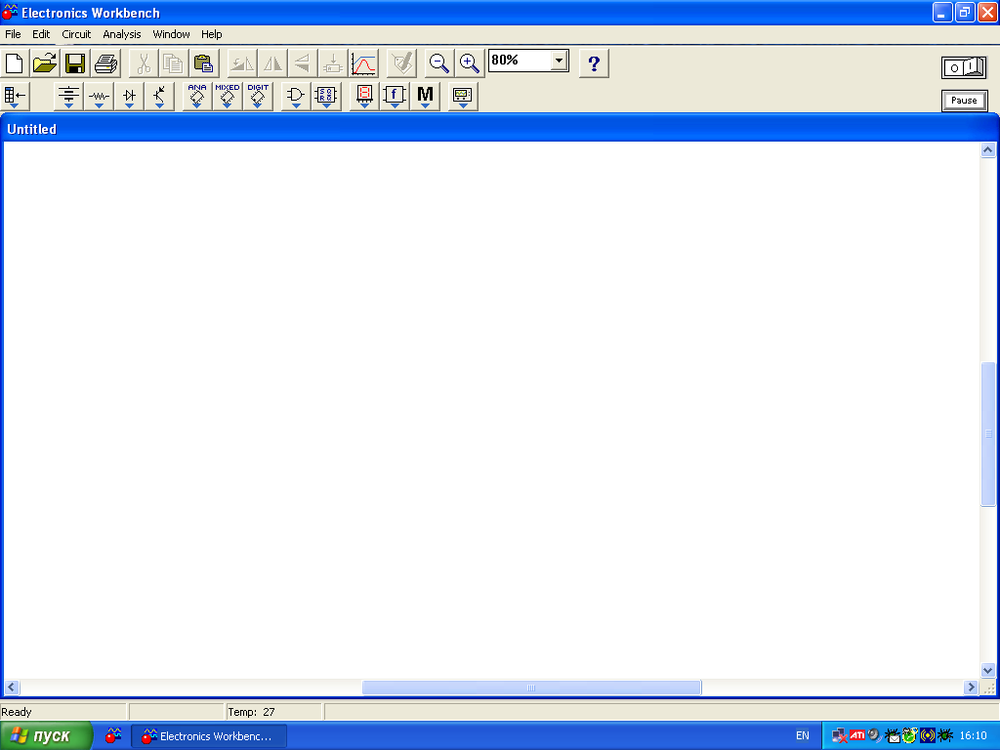 Electronics Workbench
File Edit Circuit Analysis Window Help
80% ?
ANA MIXED DIGIT f M
Pause
Untitled
Ready Temp: 27
пуск Electronics Workbenc... EN ATI 16:10